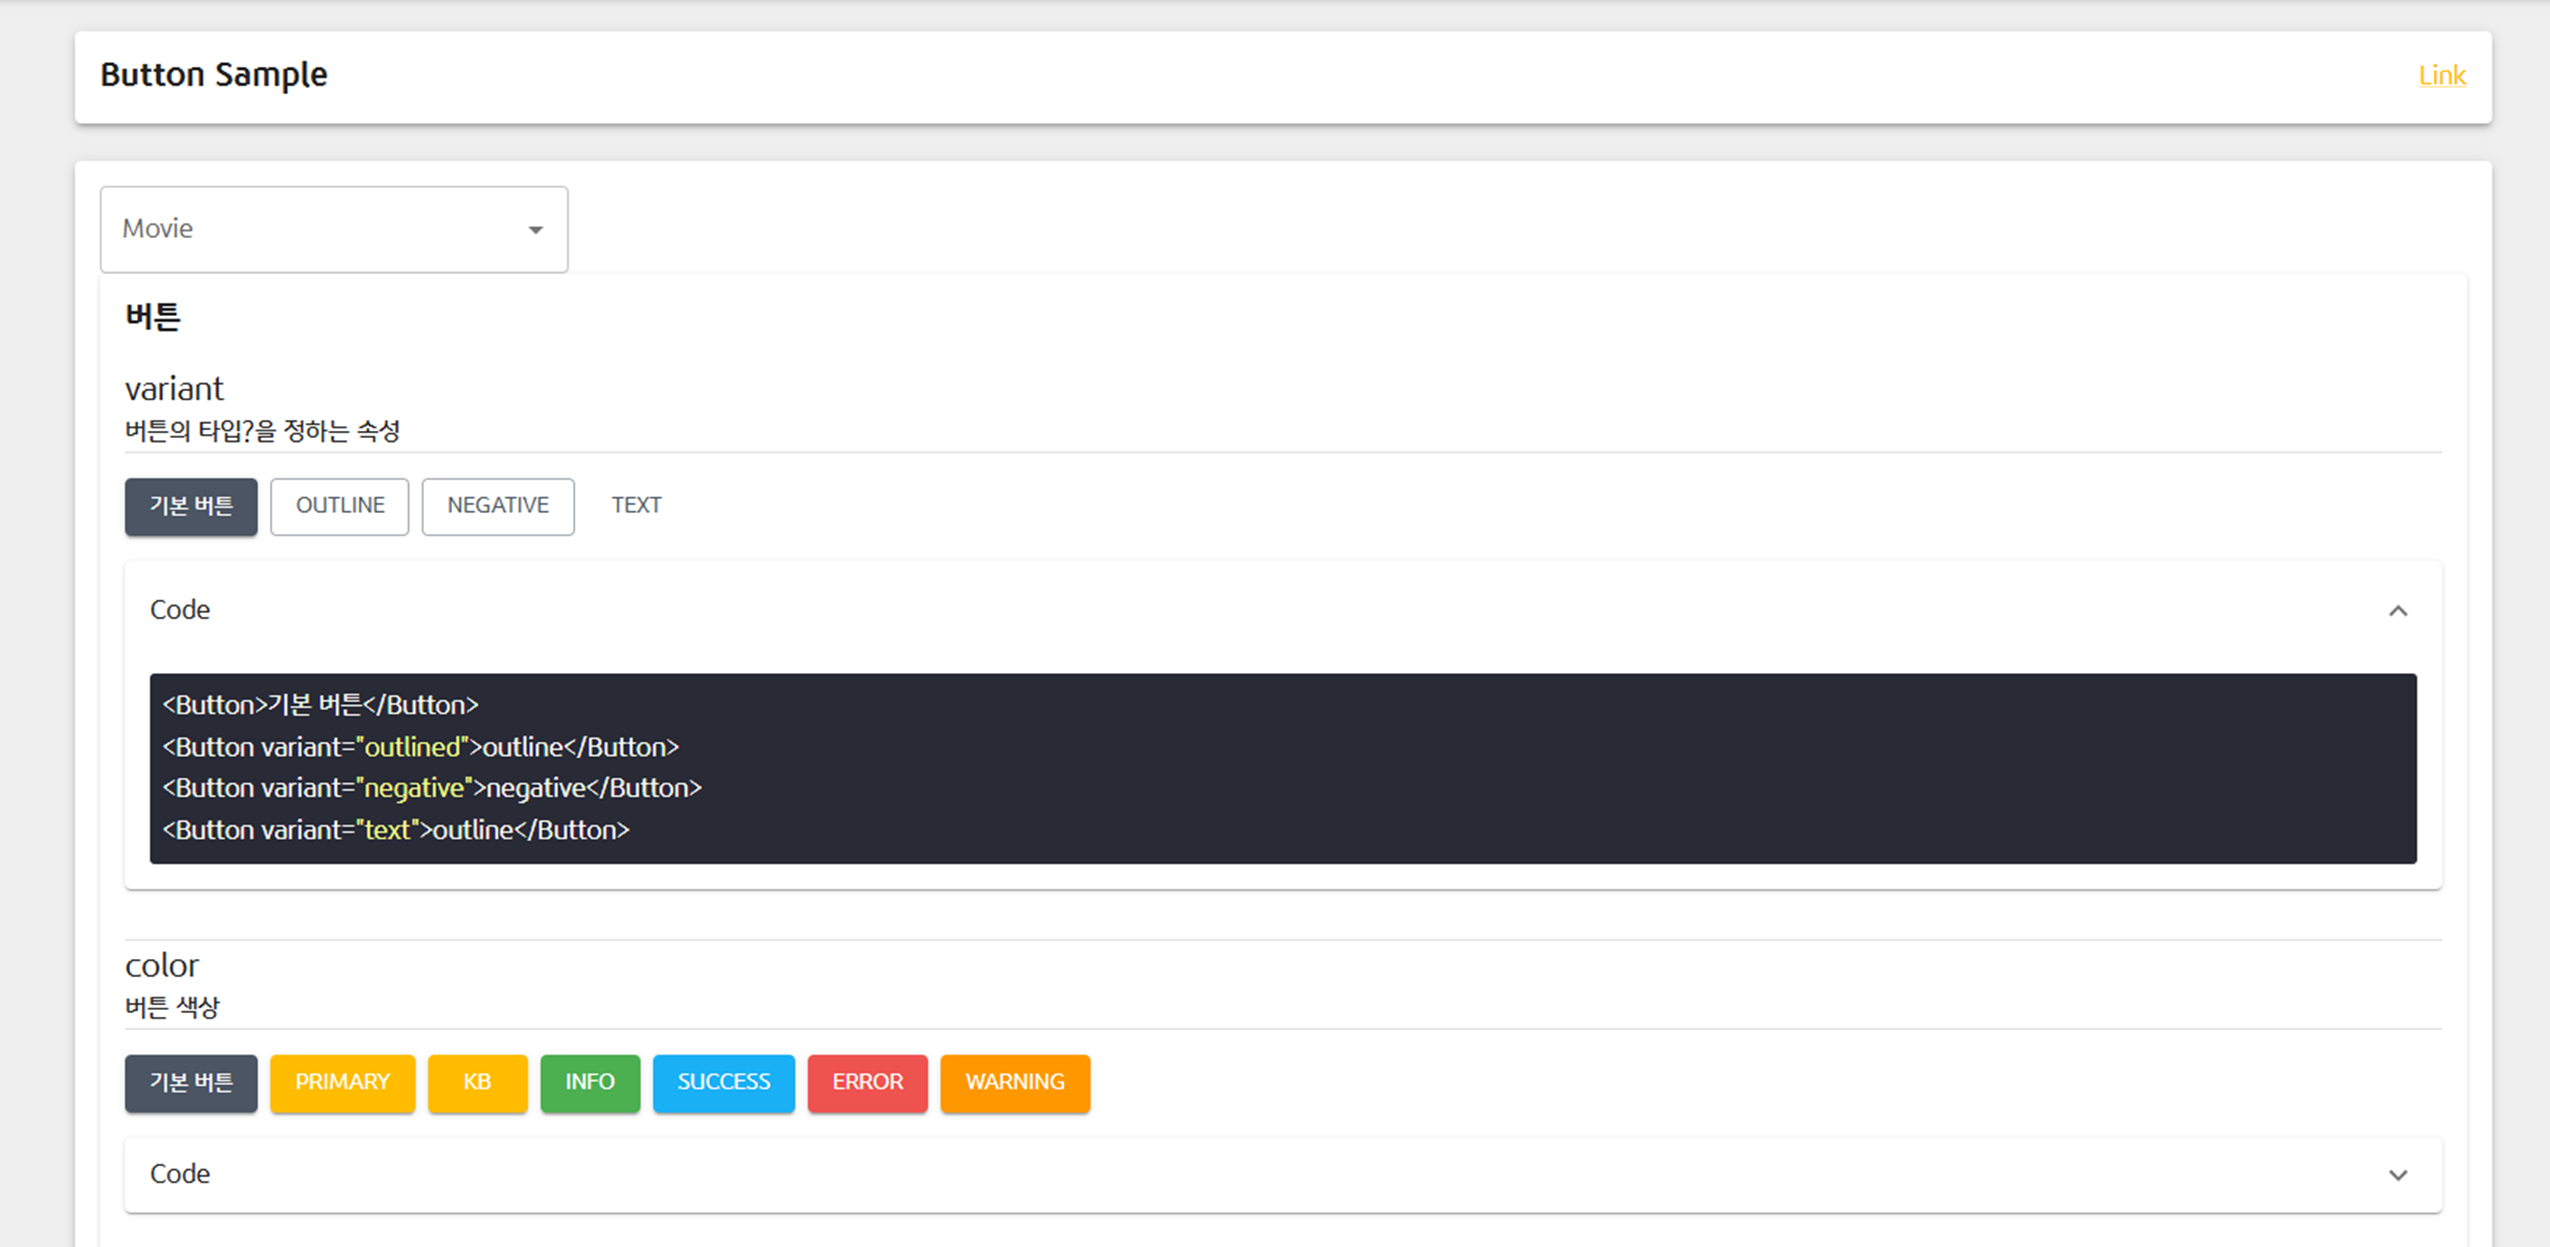 Button Sample
Link
Movie
버튼
variant
버튼의 타입?을 정하는 속성
기본 버튼 OUTLINE NEGATIVE TEXT
Code
<Button>기본 버튼</Button>
<Button variant="outlined">outline</Button>
<Button variant="negative">negative</Button>
<Button variant="text">outline</Button>
color
버튼 색상
기본 버튼 PRIMARY KB INFO SUCCESS ERROR WARNING
Code